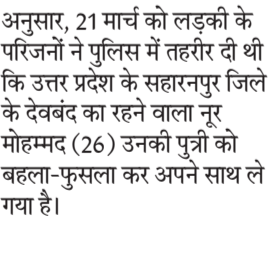 अनुसार, 21 मार्च को लड़की के
परिजनों ने पुलिस में तहरीर दी थी
कि उत्तर प्रदेश के सहारनपुर जिले
के देवबंद का रहने वाला नूर
मोहम्मद (26) उनकी पुत्री को
बहला-फुसला कर अपने साथ ले
गया है।